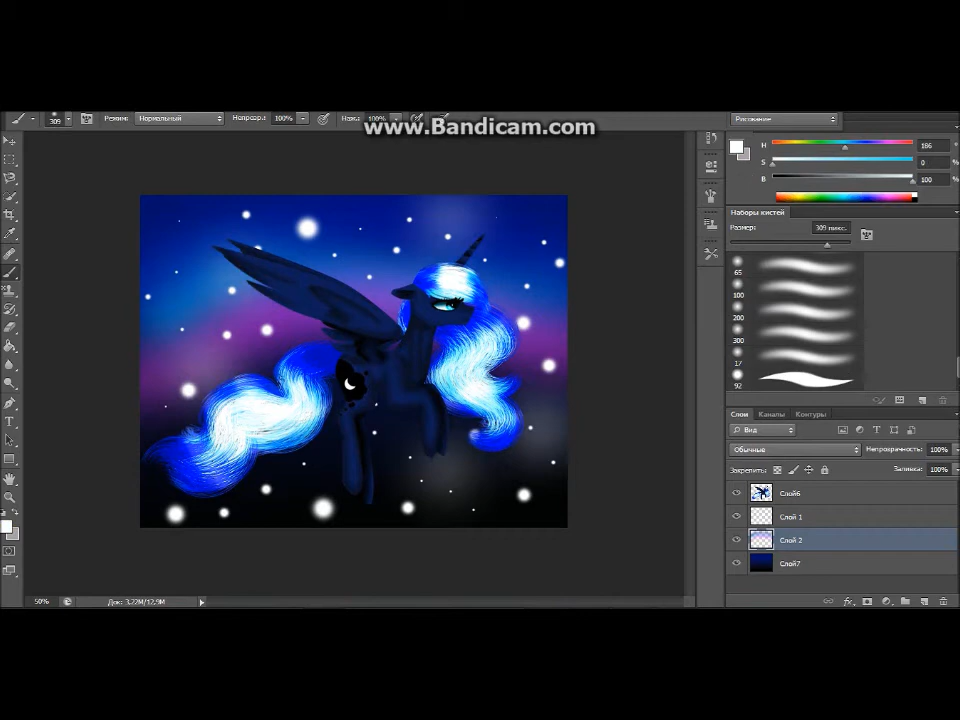 www.Bandicam.com
309 Режим: Нормальный Непрозр.: 100% Наж.: 100%
Рисование
H 186 °
S 0 %
B 100 %
Наборы кистей
Размер: 309 пикс.
65
100
200
300
17
92
Слои Каналы Контуры
Вид
Обычные Непрозрачность: 100%
Закрепить: Заливка: 100%
Слой6
Слой 1
Слой 2
Слой7
50% Док: 3,22M/12,9M